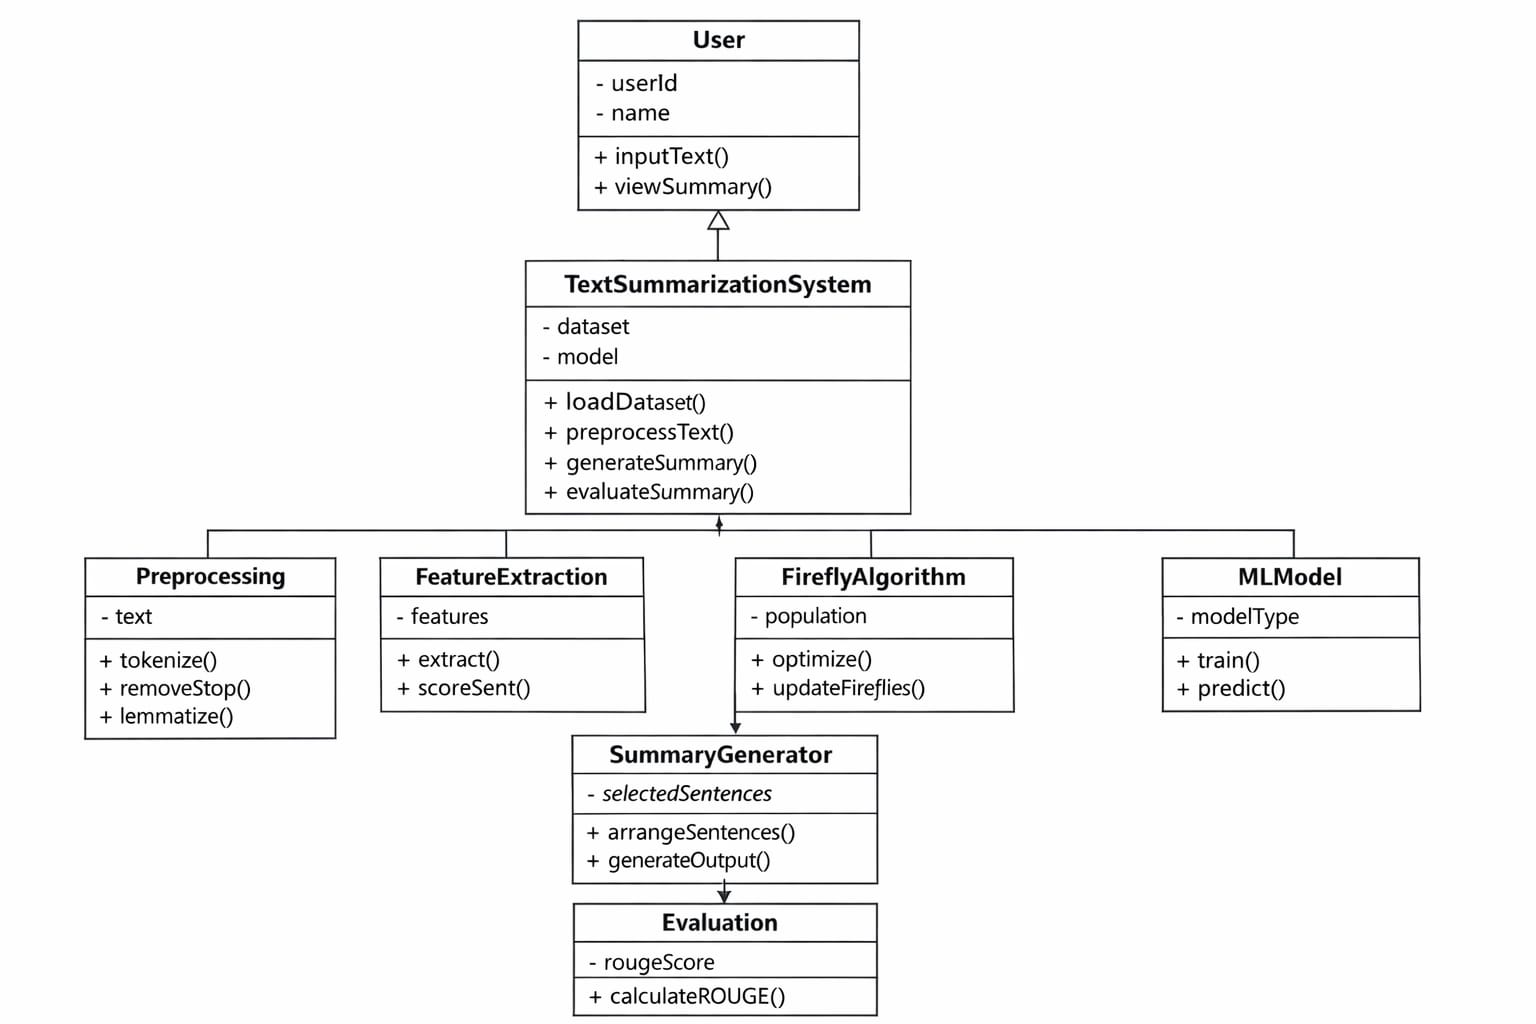 User
- userId
- name
+ inputText()
+ viewSummary()
TextSummarizationSystem
- dataset
- model
+ loadDataset()
+ preprocessText()
+ generateSummary()
+ evaluateSummary()
Preprocessing
- text
+ tokenize()
+ removeStop()
+ lemmatize()
FeatureExtraction
- features
+ extract()
+ scoreSent()
FireflyAlgorithm
- population
+ optimize()
+ updateFireflies()
MLModel
- modelType
+ train()
+ predict()
SummaryGenerator
- selectedSentences
+ arrangeSentences()
+ generateOutput()
Evaluation
- rougeScore
+ calculateROUGE()